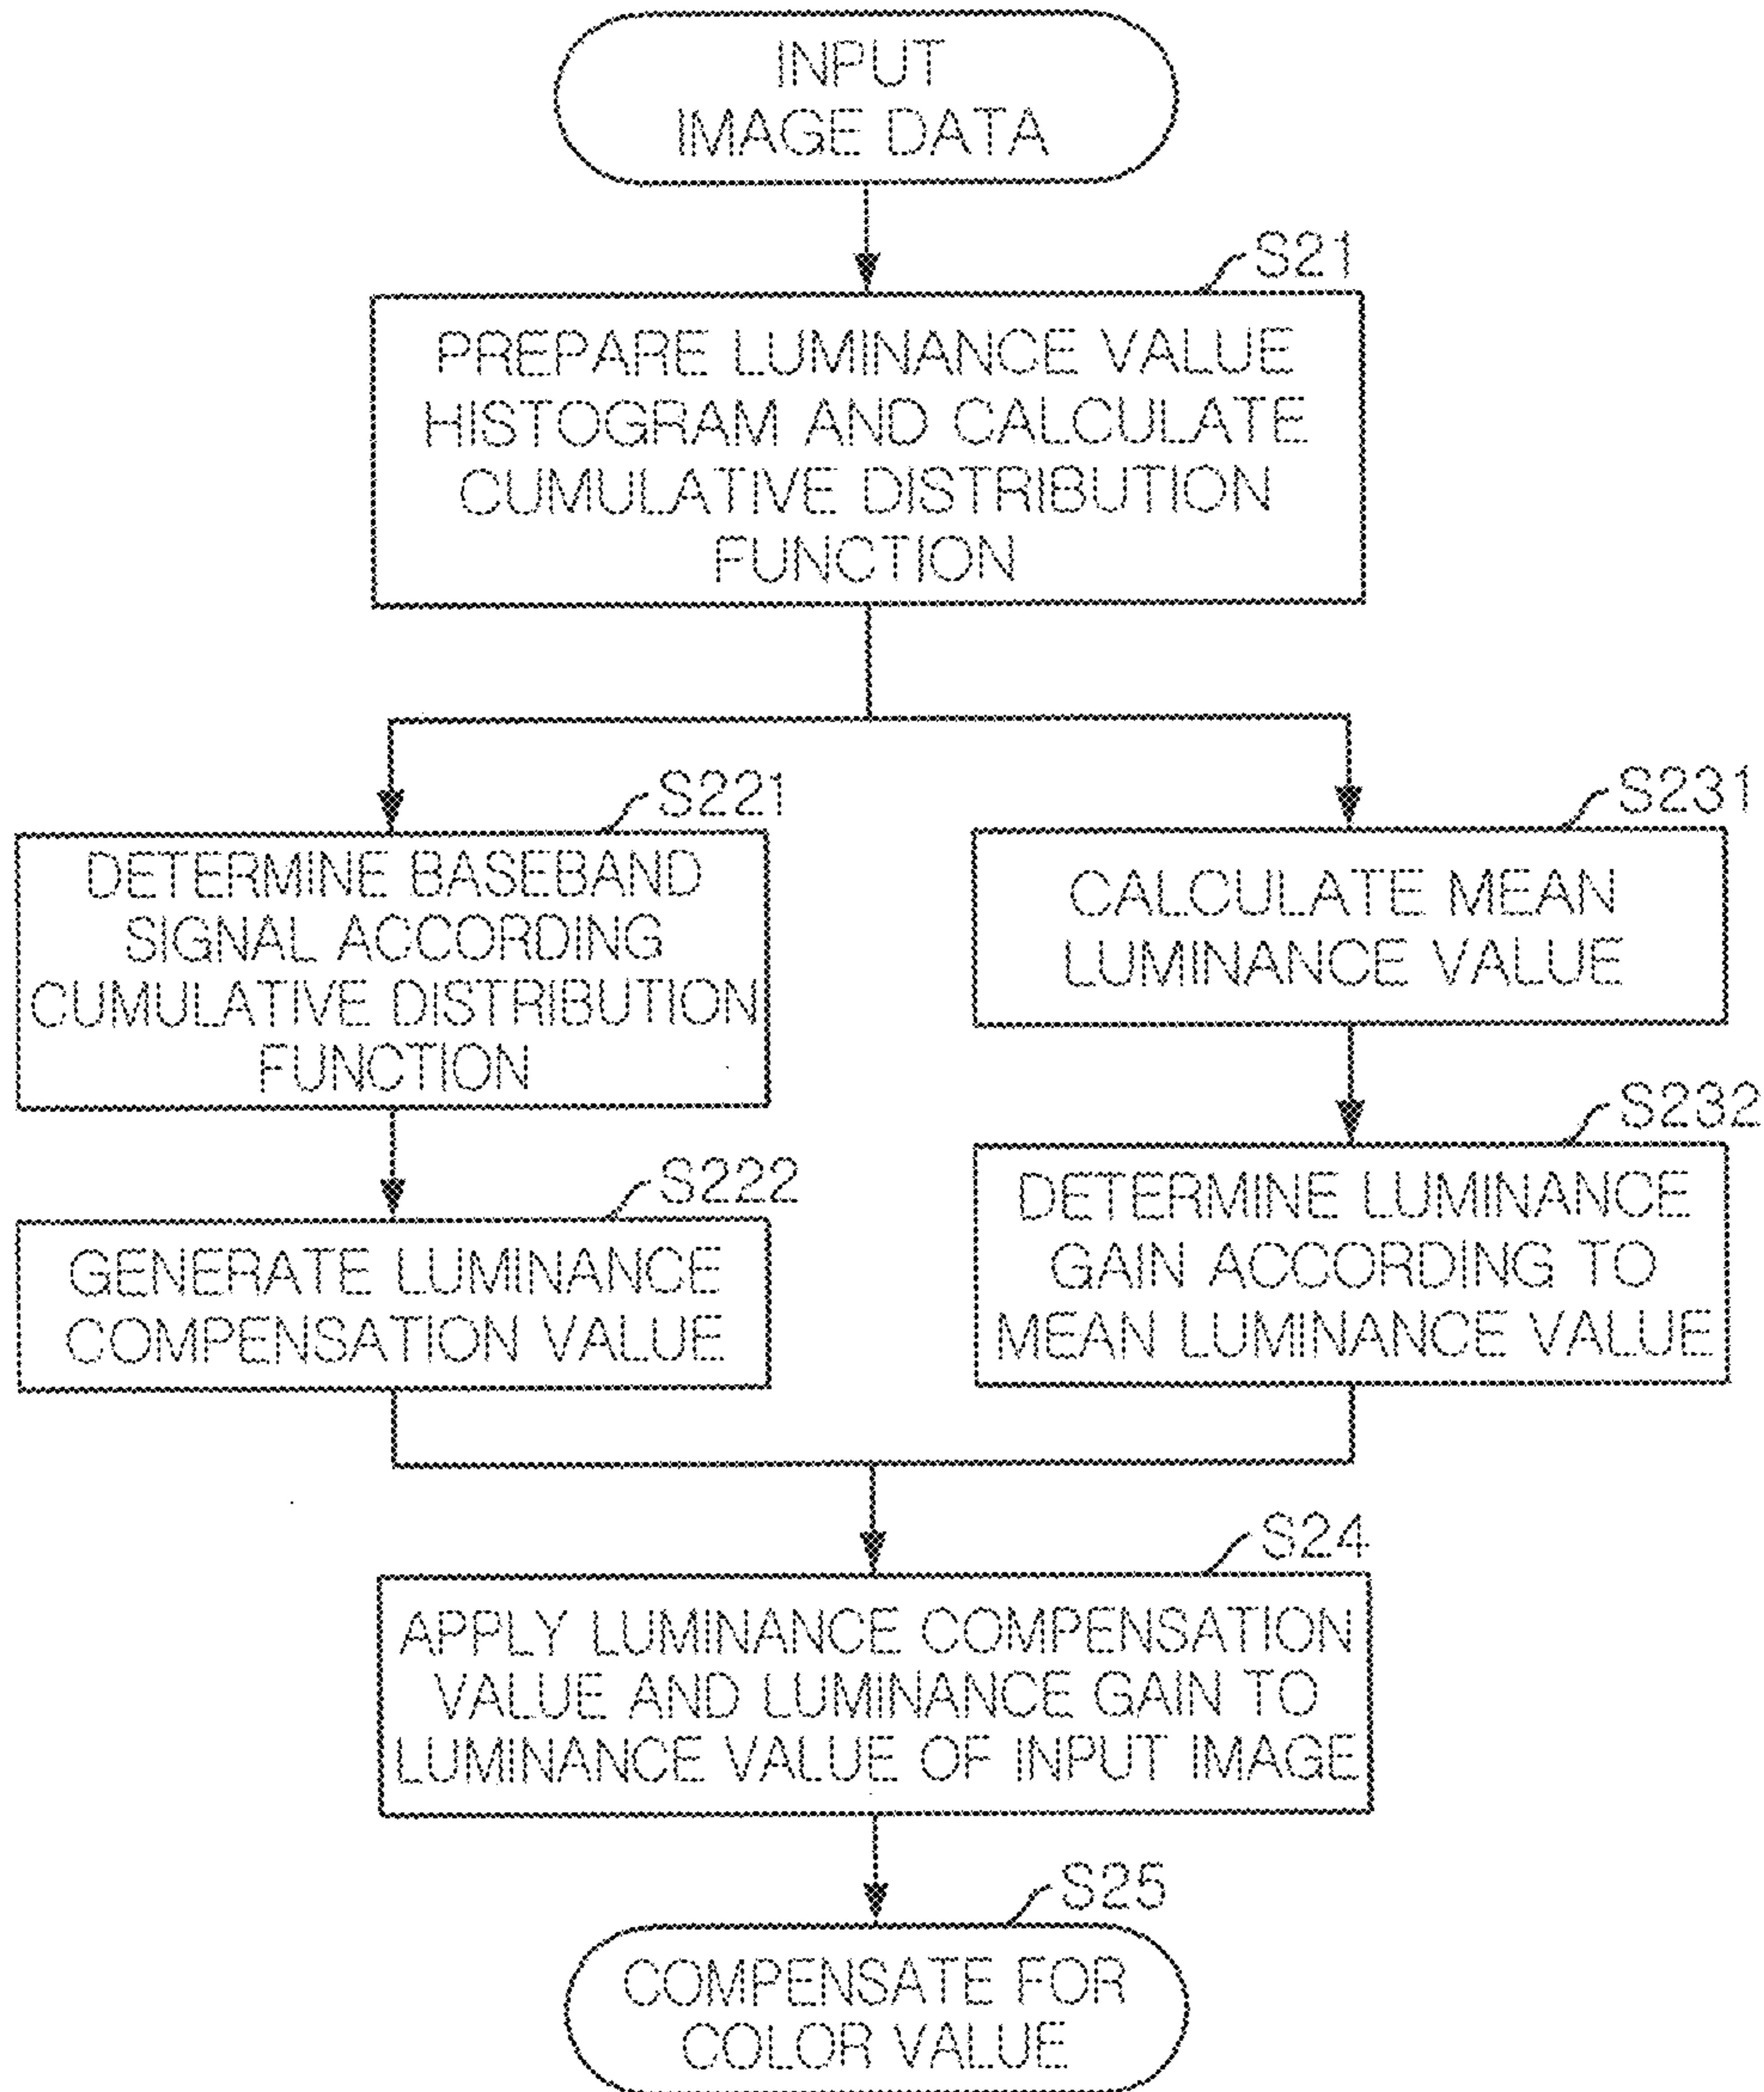 INPUT
IMAGE DATA
S21
PREPARE LUMINANCE VALUE
HISTOGRAM AND CALCULATE
CUMULATIVE DISTRIBUTION
FUNCTION
S221
DETERMINE BASEBAND
SIGNAL ACCORDING
CUMULATIVE DISTRIBUTION
FUNCTION
S222
GENERATE LUMINANCE
COMPENSATION VALUE
S231
CALCULATE MEAN
LUMINANCE VALUE
S232
DETERMINE LUMINANCE
GAIN ACCORDING TO
MEAN LUMINANCE VALUE
S24
APPLY LUMINANCE COMPENSATION
VALUE AND LUMINANCE GAIN TO
LUMINANCE VALUE OF INPUT IMAGE
S25
COMPENSATE FOR
COLOR VALUE